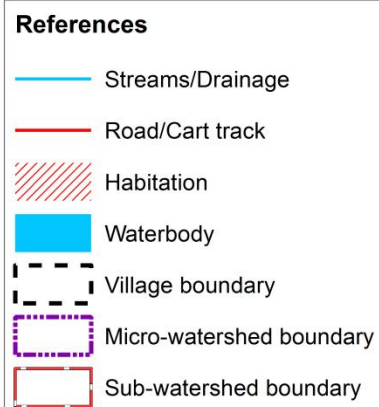 References
Streams/Drainage
Road/Cart track
Habitation
Waterbody
Village boundary
Micro-watershed boundary
Sub-watershed boundary